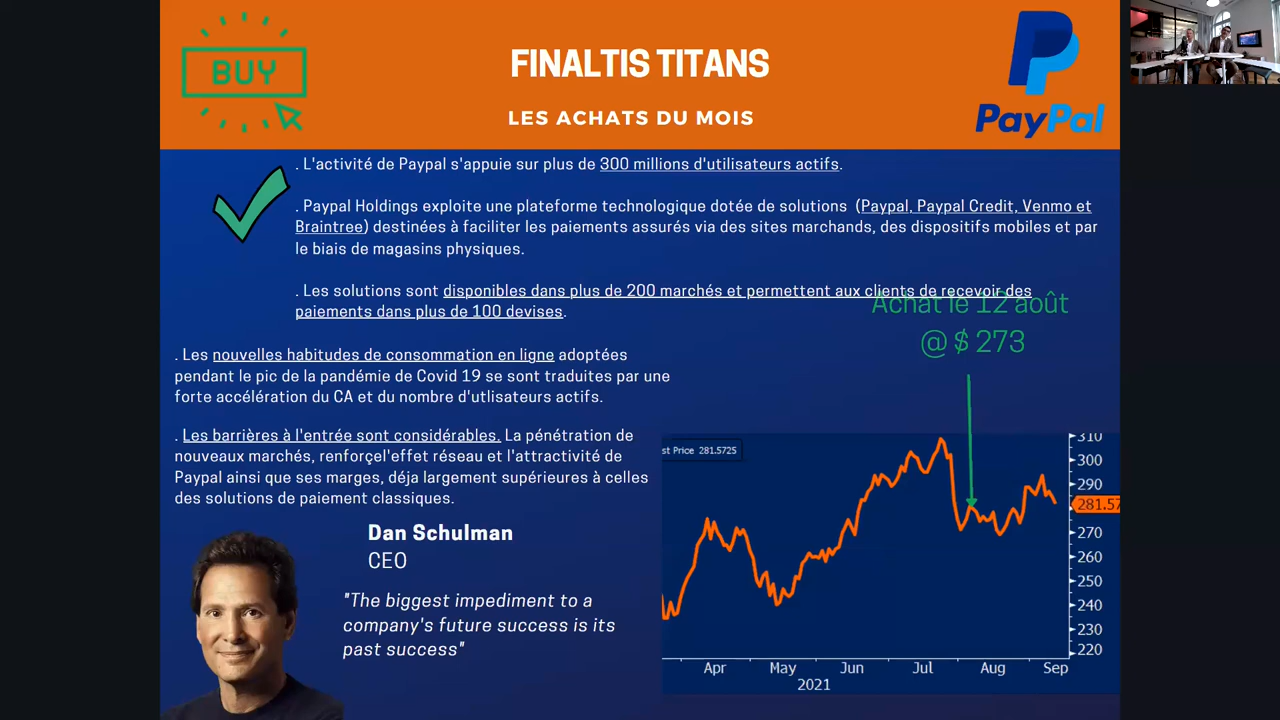 BUY
FINALTIS TITANS
LES ACHATS DU MOIS
PayPal
. L'activité de Paypal s'appuie sur plus de 300 millions d'utilisateurs actifs.
. Paypal Holdings exploite une plateforme technologique dotée de solutions (Paypal, Paypal Credit, Venmo et
Braintree) destinées à faciliter les paiements assurés via des sites marchands, des dispositifs mobiles et par
le biais de magasins physiques.
. Les solutions sont disponibles dans plus de 200 marchés et permettent aux clients de recevoir des
paiements dans plus de 100 devises.
Achat le 12 août
@ $ 273
. Les nouvelles habitudes de consommation en ligne adoptées
pendant le pic de la pandémie de Covid 19 se sont traduites par une
forte accélération du CA et du nombre d'utlisateurs actifs.
. Les barrières à l'entrée sont considérables. La pénétration de
nouveaux marchés, renforçel'effet réseau et l'attractivité de
Paypal ainsi que ses marges, déja largement supérieures à celles
des solutions de paiement classiques.
Dan Schulman
CEO
"The biggest impediment to a
company's future success is its
past success"
st Price 281.5725
310
300
290
281.57
270
260
250
240
230
220
Apr May Jun Jul Aug Sep
2021